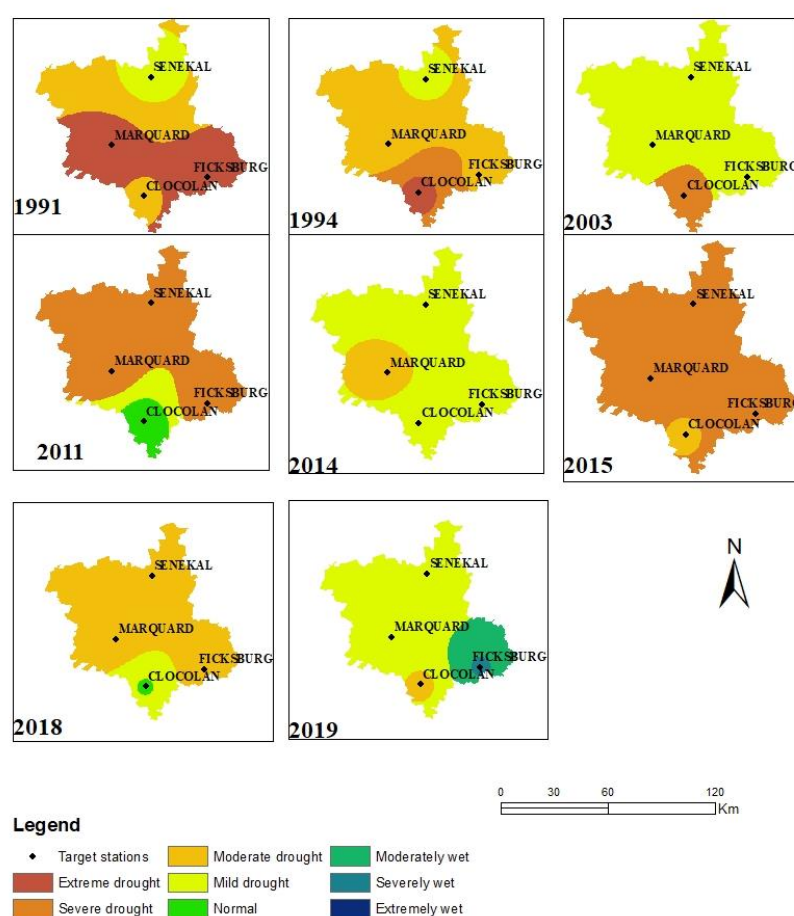 SENEKAL
MARQUARD
FICKSBURG
CLOCOLAN
1991
SENEKAL
MARQUARD
FICKSBURG
CLOCOLAN
1994
SENEKAL
MARQUARD
FICKSBURG
CLOCOLAN
2003
SENEKAL
MARQUARD
FICKSBURG
CLOCOLAN
2011
SENEKAL
MARQUARD
FICKSBURG
CLOCOLAN
2014
SENEKAL
MARQUARD
FICKSBURG
CLOCOLAN
2015
SENEKAL
MARQUARD
FICKSBURG
CLOCOLAN
2018
SENEKAL
MARQUARD
FICKSBURG
CLOCOLAN
2019
N
0 30 60 120
Km
Legend
Target stations
Extreme drought
Severe drought
Moderate drought
Mild drought
Normal
Moderately wet
Severely wet
Extremely wet